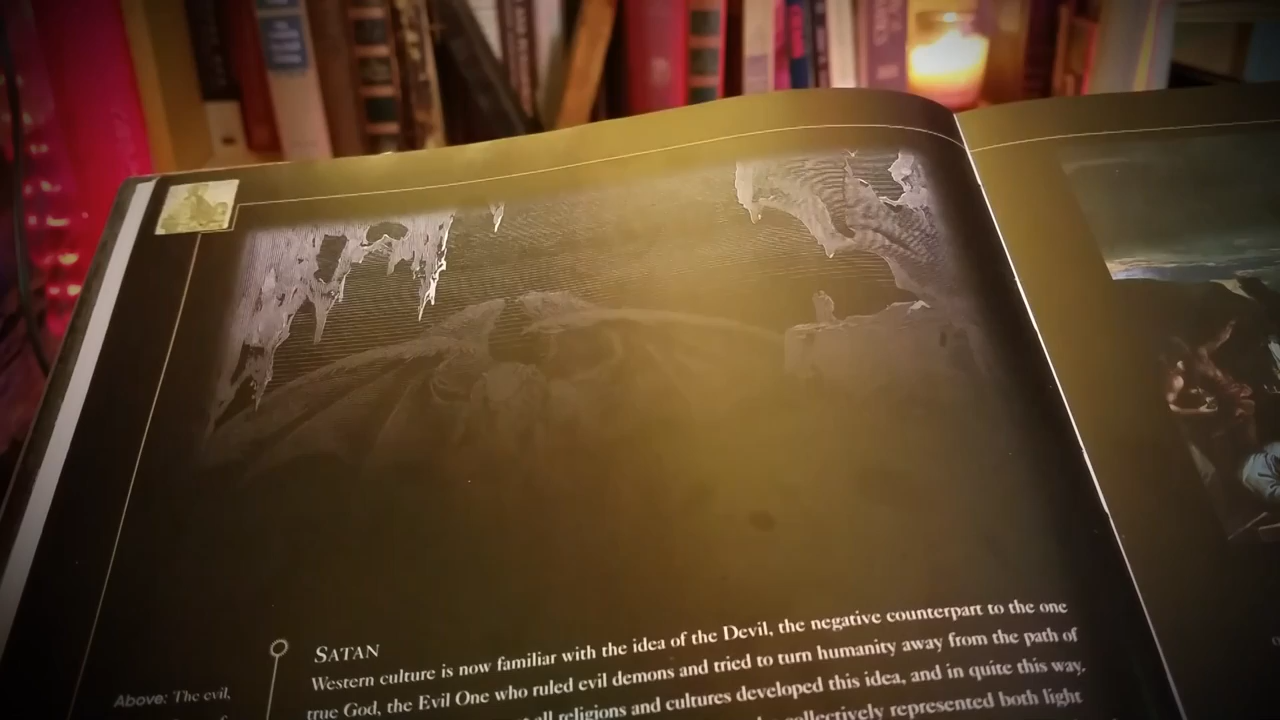 SATAN
Western culture is now familiar with the idea of the Devil, the negative counterpart to the one
true God, the Evil One who ruled evil demons and tried to turn humanity away from the path of
all religions and cultures developed this idea, and in quite this way.
collectively represented both light
Above: The evil,